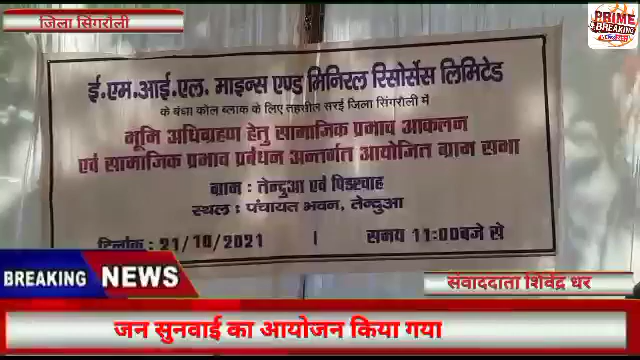 जिला सिंगरौली
PRIME
BREAKING
ई.एम.आई.एल. माइन्स एण्ड मिनिरल रिसोर्सेस लिमिटेड
के बंधा कोल ब्लाक के लिए तहसील सरई जिला सिंगरौली में
भूमि अधिग्रहण हेतु सामाजिक प्रभाव आकलन
एवं सामाजिक प्रभाव प्रबंधन अन्तर्गत आयोजित ग्राम सभा
ग्राम : तेन्दुआ एवं पिडरवाह
स्थल : पंचायत भवन, तेन्दुआ
दिनांक : 21/10/2021 | समय 11:00बजे से
BREAKING NEWS
संवाददाता शिवेंद्र धर
जन सुनवाई का आयोजन किया गया